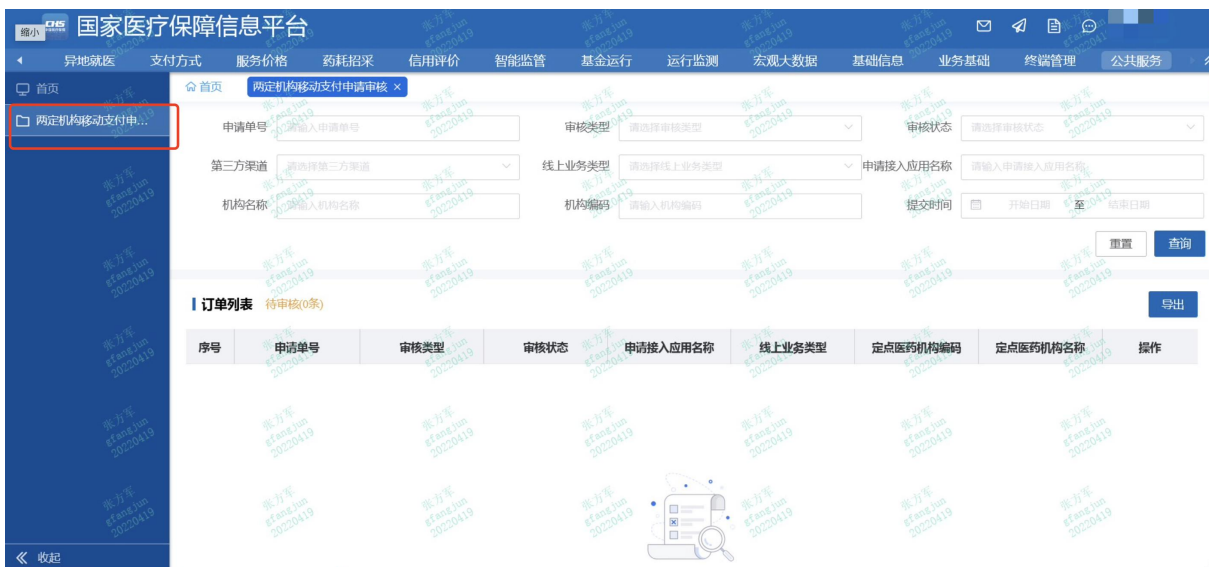 缩小 CHS 国家医疗保障信息平台
异地就医 支付方式 服务价格 药耗招采 信用评价 智能监管 基金运行 运行监测 宏观大数据 基础信息 业务基础 终端管理 公共服务
首页 首页 两定机构移动支付申请审核 ×
两定机构移动支付申...
申请单号 请输入申请单号 审核类型 请选择审核类型 审核状态 请选择审核状态
第三方渠道 请选择第三方渠道 线上业务类型 请选择线上业务类型 申请接入应用名称 请输入申请接入应用名称
机构名称 请输入机构名称 机构编码 请输入机构编码 提交时间 开始日期 至 结束日期
重置 查询
订单列表 待审核(0条) 导出
序号 申请单号 审核类型 审核状态 申请接入应用名称 线上业务类型 定点医药机构编码 定点医药机构名称 操作
收起
张方军
20220419